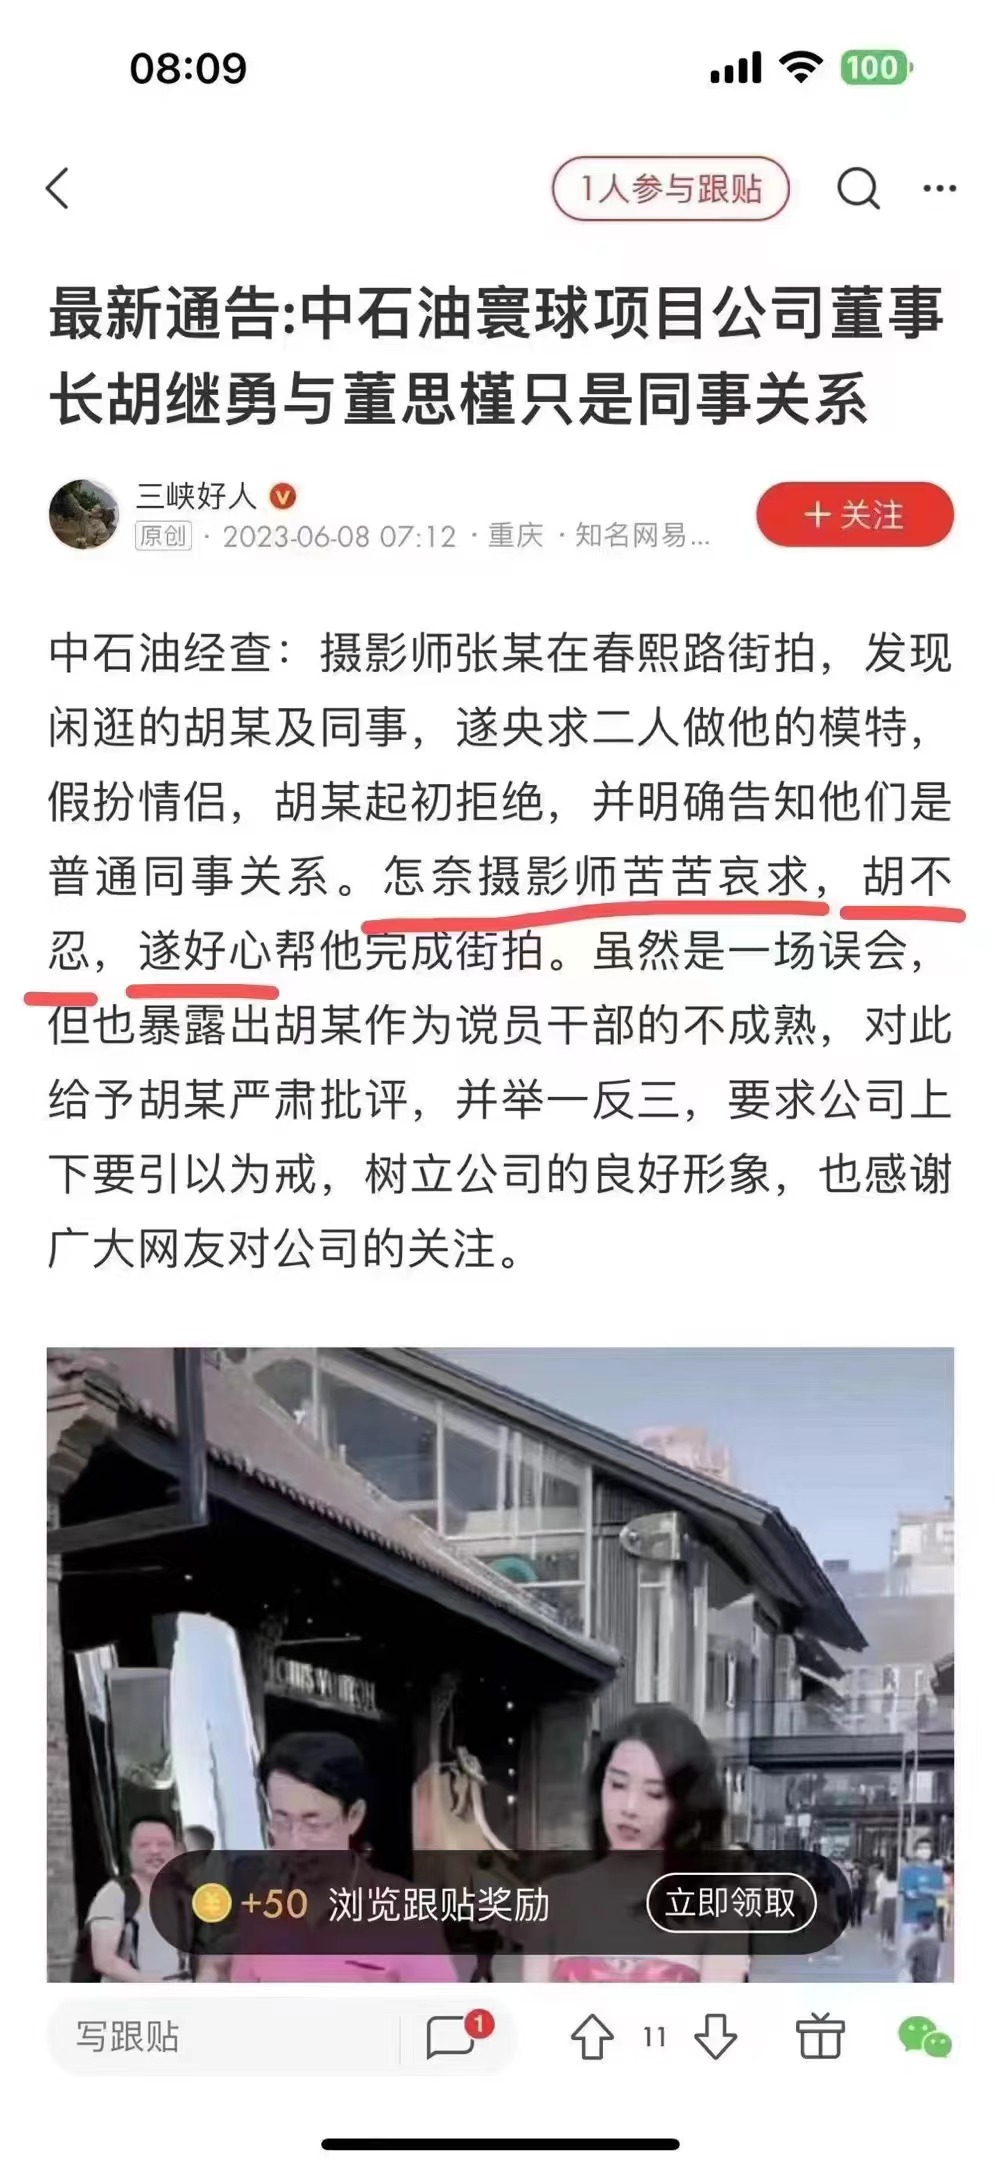 08:09
100
1人参与跟贴
最新通告:中石油寰球项目公司董事
长胡继勇与董思槿只是同事关系
三峡好人
原创 · 2023-06-08 07:12 · 重庆 · 知名网易...
+关注
中石油经查：摄影师张某在春熙路街拍，发现
闲逛的胡某及同事，遂央求二人做他的模特，
假扮情侣，胡某起初拒绝，并明确告知他们是
普通同事关系。怎奈摄影师苦苦哀求，胡不
忍，遂好心帮他完成街拍。虽然是一场误会，
但也暴露出胡某作为谠员干部的不成熟，对此
给予胡某严肃批评，并举一反三，要求公司上
下要引以为戒，树立公司的良好形象，也感谢
广大网友对公司的关注。
LOUIS VUITTON
+50 浏览跟贴奖励 立即领取
写跟贴 1 11